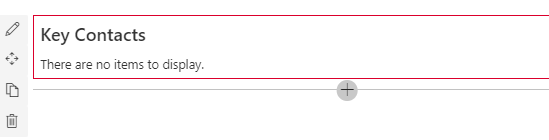 Key Contacts
There are no items to display.